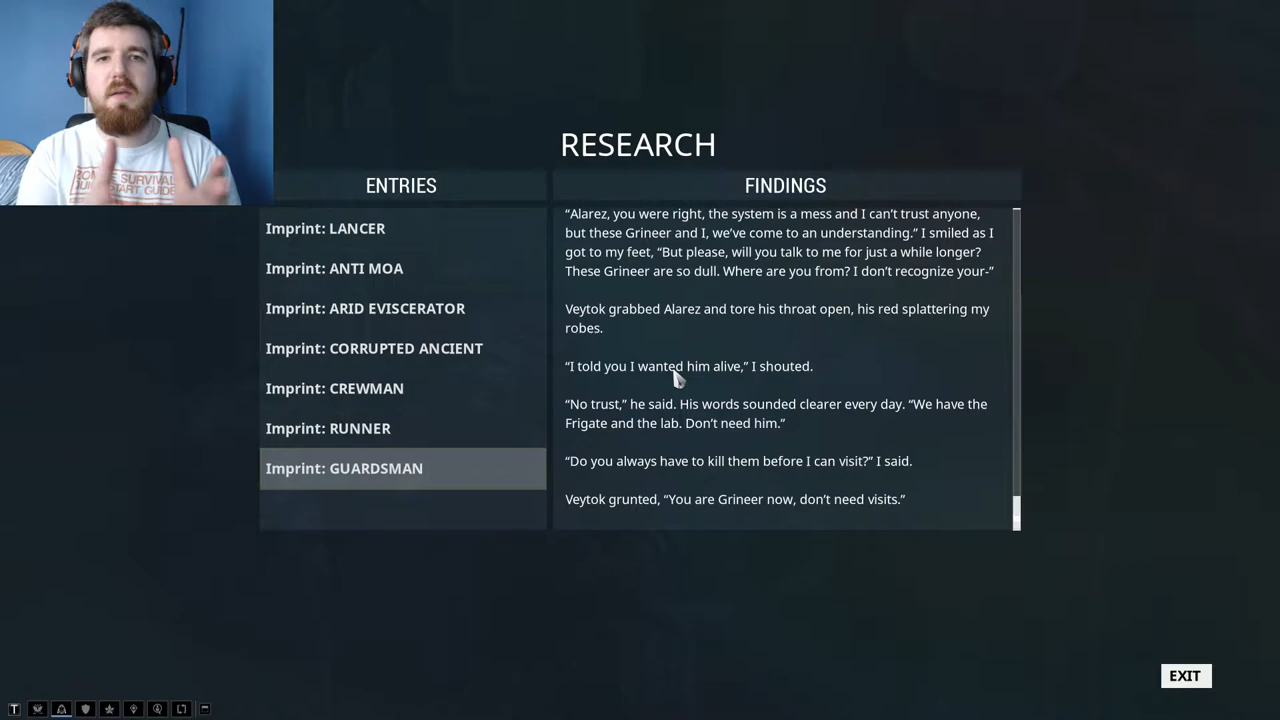 RESEARCH
ENTRIES
FINDINGS
Imprint: LANCER
Imprint: ANTI MOA
Imprint: ARID EVISCERATOR
Imprint: CORRUPTED ANCIENT
Imprint: CREWMAN
Imprint: RUNNER
Imprint: GUARDSMAN
“Alarez, you were right, the system is a mess and I can’t trust anyone,
but these Grineer and I, we’ve come to an understanding.” I smiled as I
got to my feet, “But please, will you talk to me for just a while longer?
These Grineer are so dull. Where are you from? I don’t recognize your-”
Veytok grabbed Alarez and tore his throat open, his red splattering my
robes.
“I told you I wanted him alive,” I shouted.
“No trust,” he said. His words sounded clearer every day. “We have the
Frigate and the lab. Don’t need him.”
“Do you always have to kill them before I can visit?” I said.
Veytok grunted, “You are Grineer now, don’t need visits.”
EXIT
T
SURVIVAL
START GUIDE